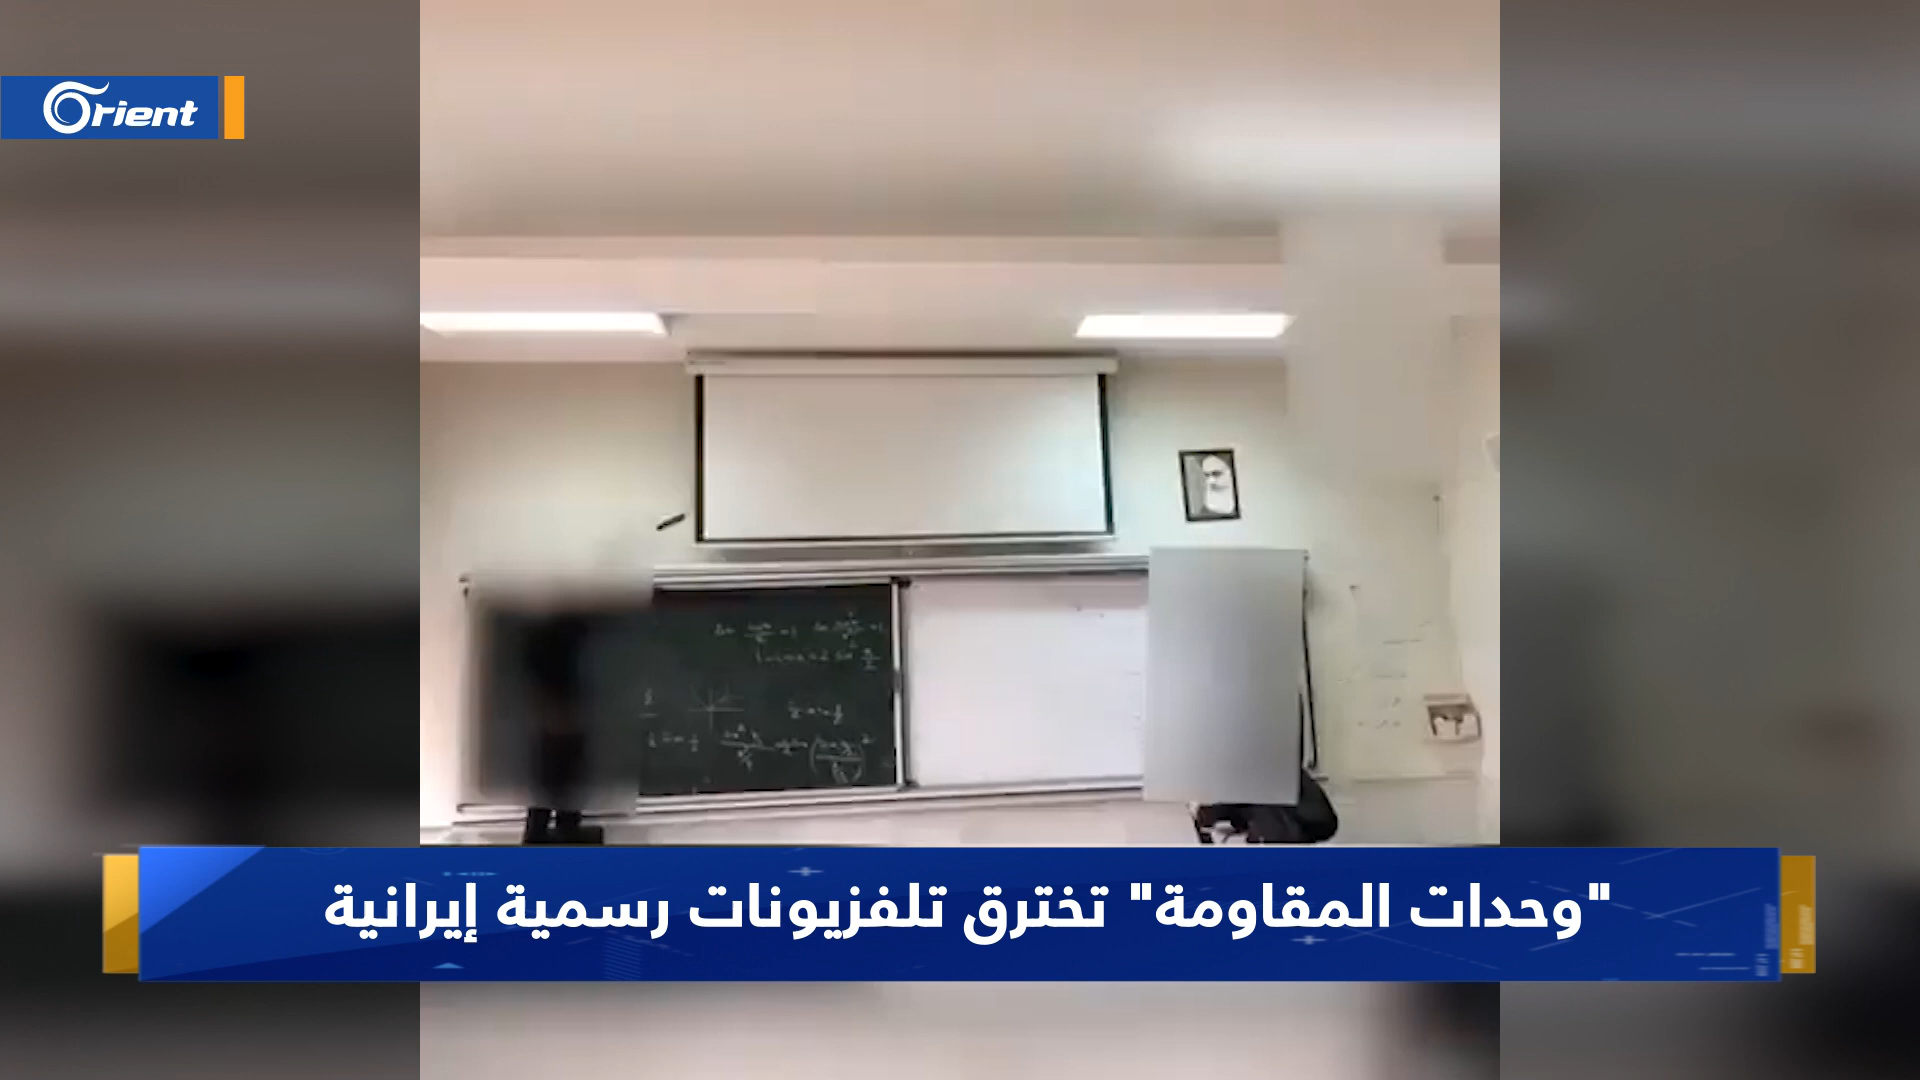 Orient
"وحدات المقاومة" تخترق تلفزيونات رسمية إيرانية